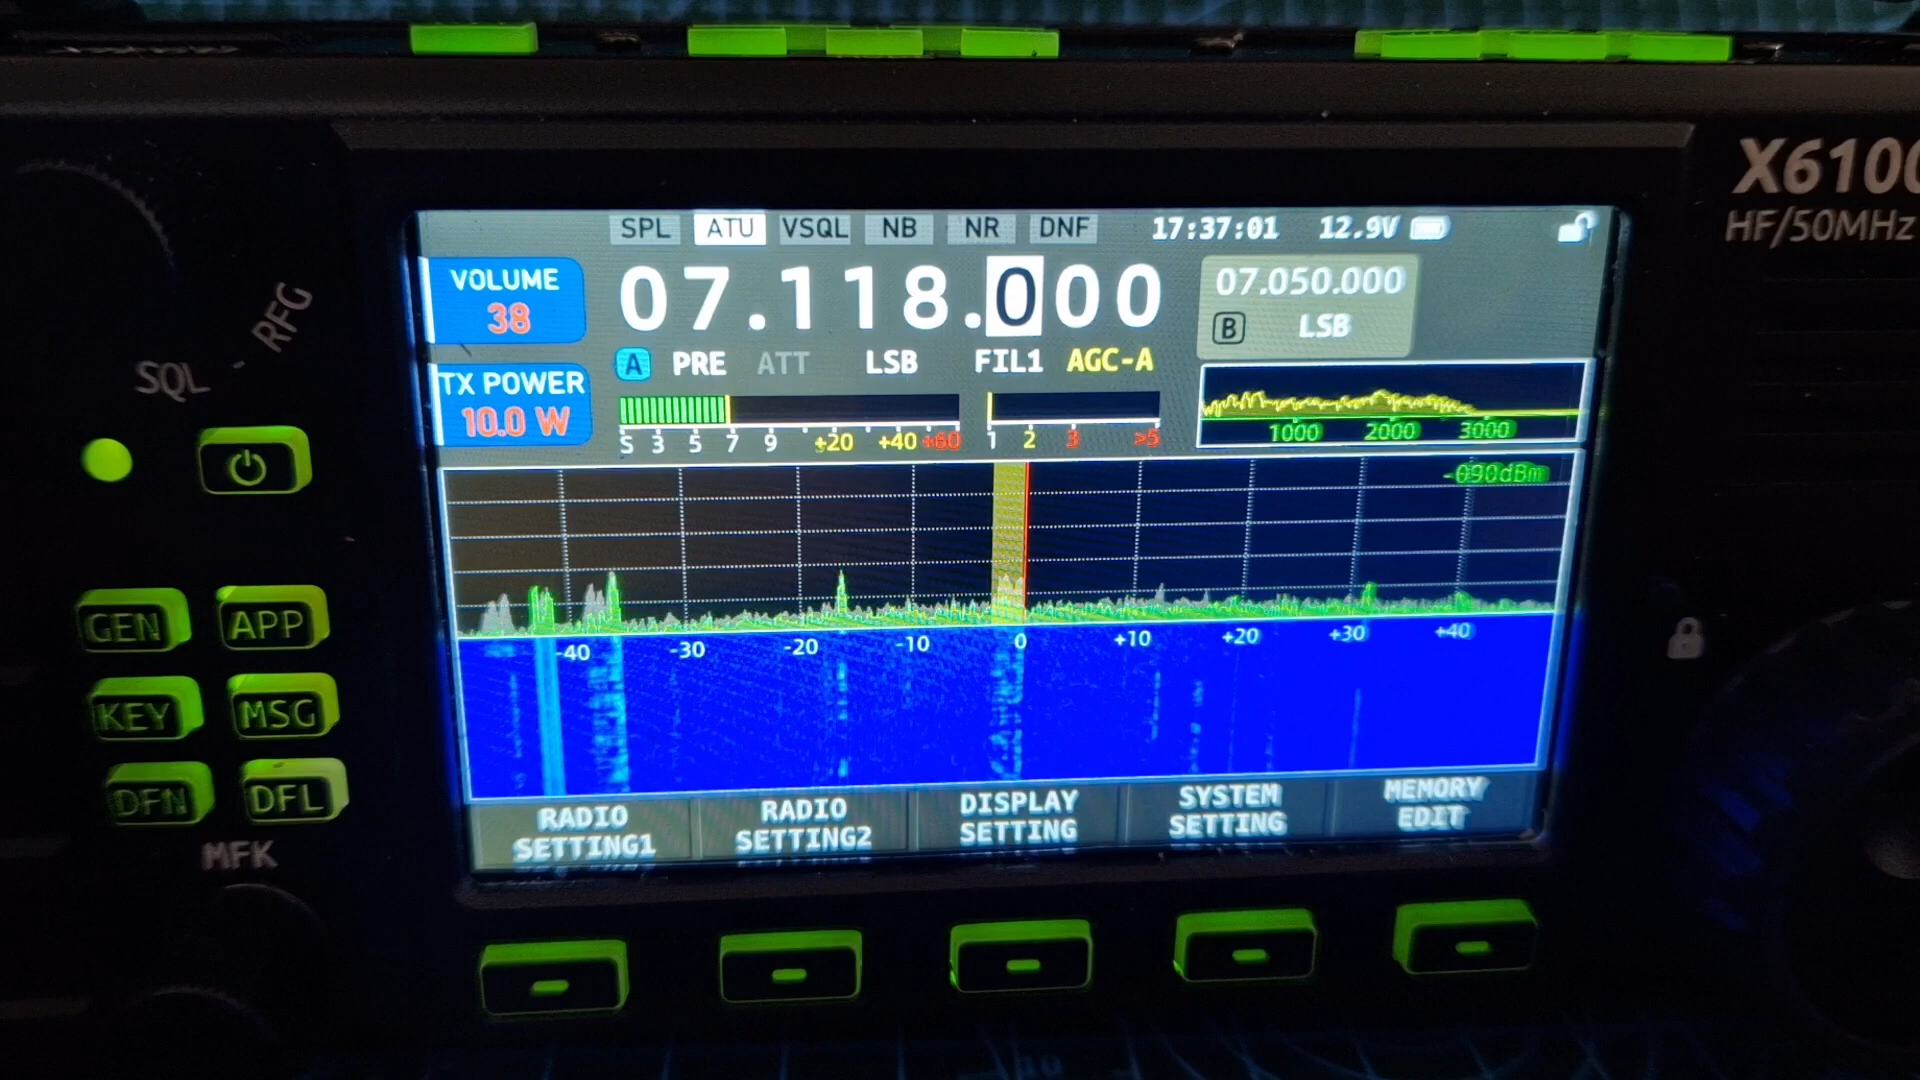 X6100
HF/50MHz
SPL ATU VSQL NB NR DNF 17:37:01 12.9V
VOLUME
38
07.118.000
07.050.000
B LSB
TX POWER
10.0 W
A PRE ATT LSB FIL1 AGC-A
S 3 5 7 9 +20 +40 +60
1 2 3 >5
1000 2000 3000
-090dBm
-40 -30 -20 -10 0 +10 +20 +30 +40
RADIO SETTING1
RADIO SETTING2
DISPLAY SETTING
SYSTEM SETTING
MEMORY EDIT
SQL - RFG
GEN APP
KEY MSG
DFN DFL
MFK